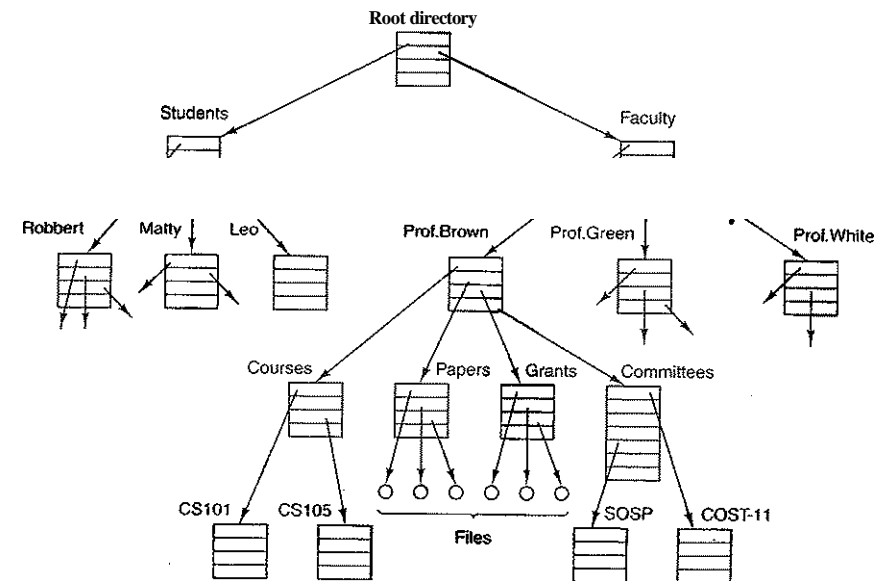 Root directory
Students
Faculty
Robbert
Matty
Leo
Prof.Brown
Prof.Green
Prof.White
Courses
Papers
Grants
Committees
CS101
CS105
Files
SOSP
COST-11